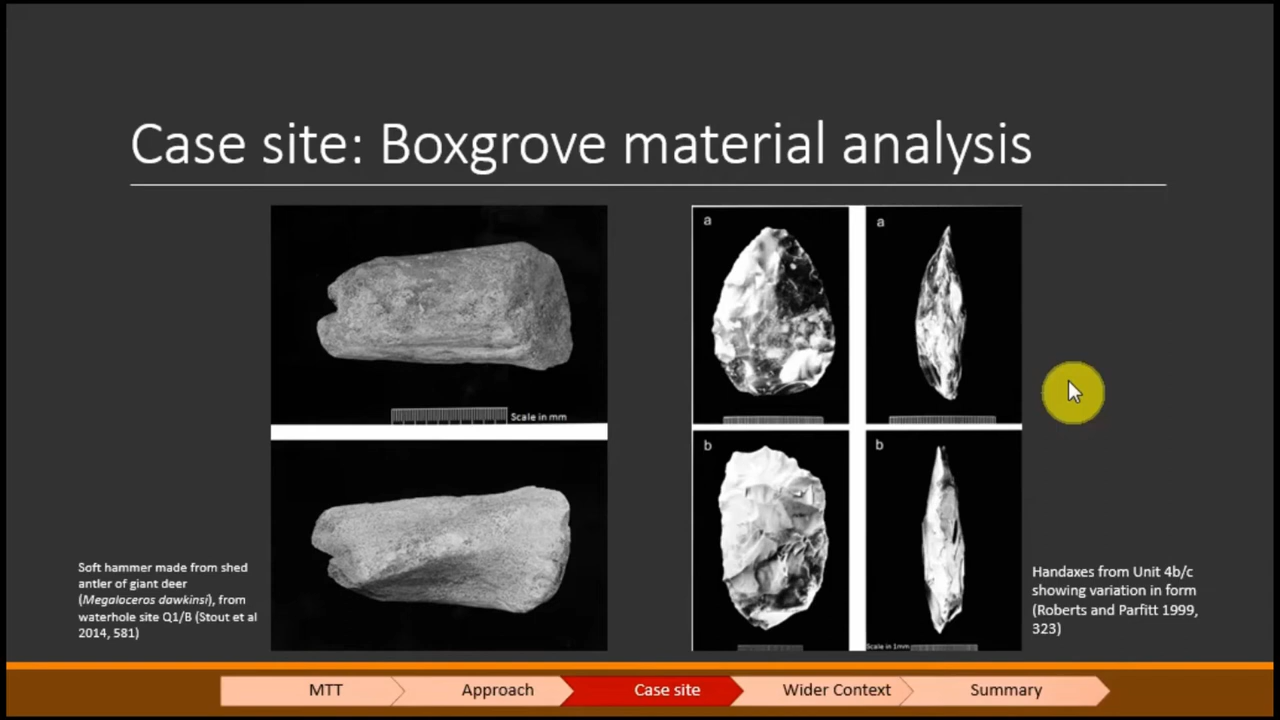 Case site: Boxgrove material analysis
Scale in mm
a
a
b
b
Scale in 1mm
Soft hammer made from shed
antler of giant deer
(Megaloceros dawkinsi), from
waterhole site Q1/B (Stout et al
2014, 581)
Handaxes from Unit 4b/c
showing variation in form
(Roberts and Parfitt 1999,
323)
MTT
Approach
Case site
Wider Context
Summary